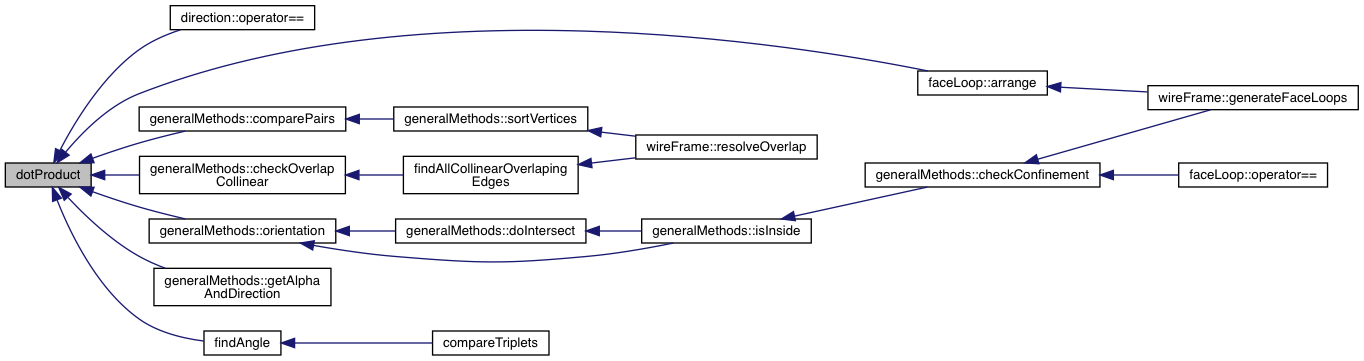 direction::operator==
faceLoop::arrange
wireFrame::generateFaceLoops
generalMethods::comparePairs
generalMethods::sortVertices
wireFrame::resolveOverlap
dotProduct
generalMethods::checkOverlap
Collinear
findAllCollinearOverlaping
Edges
generalMethods::checkConfinement
faceLoop::operator==
generalMethods::orientation
generalMethods::doIntersect
generalMethods::isInside
generalMethods::getAlpha
AndDirection
findAngle
compareTriplets